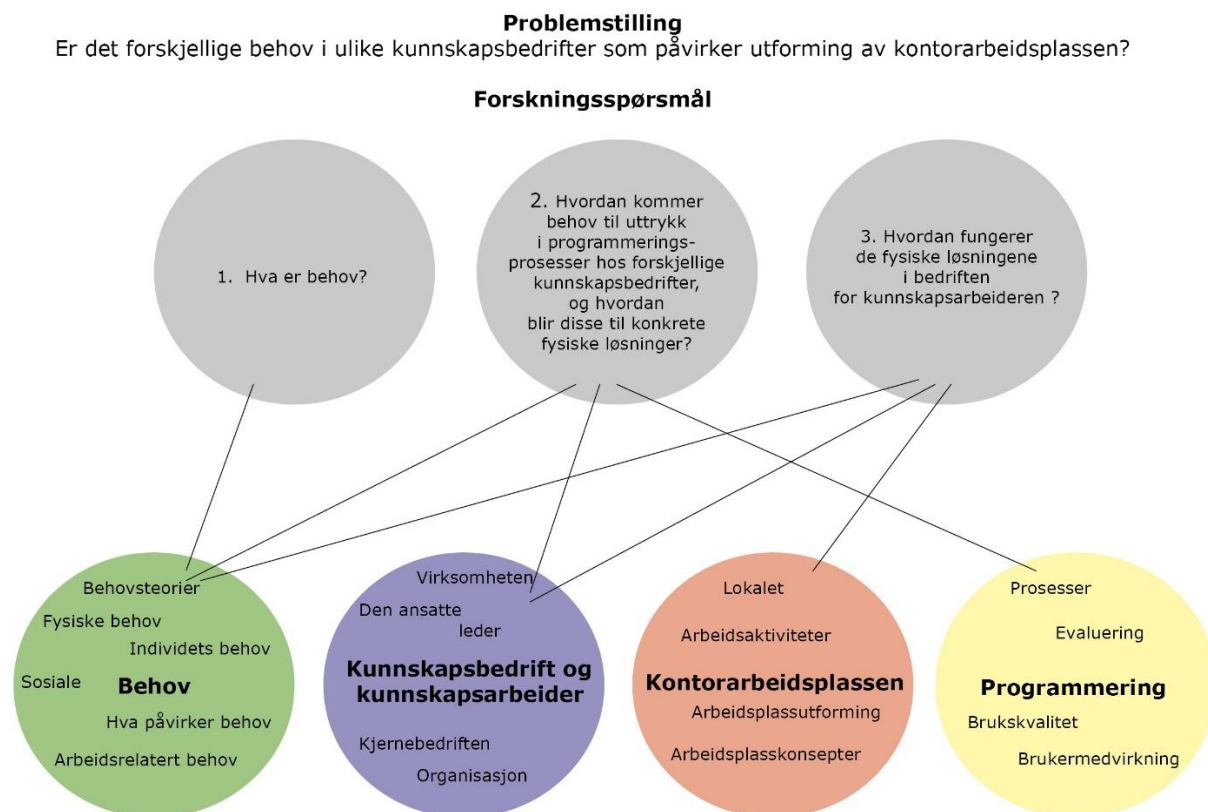 Problemstilling
Er det forskjellige behov i ulike kunnskapsbedrifter som påvirker utforming av kontorarbeidsplassen?
Forskningsspørsmål
1. Hva er behov?
2. Hvordan kommer
behov til uttrykk
i programmerings-
prosesser hos forskjellige
kunnskapsbedrifter,
og hvordan
blir disse til konkrete
fysiske løsninger?
3. Hvordan fungerer
de fysiske løsningene
i bedriften
for kunnskapsarbeideren ?
Behovsteorier
Fysiske behov
Individets behov
Sosiale
Behov
Hva påvirker behov
Arbeidsrelatert behov
Virksomheten
Den ansatte
leder
Kunnskapsbedrift og
kunnskapsarbeider
Kjernebedriften
Organisasjon
Lokalet
Arbeidsaktiviteter
Kontorarbeidsplassen
Arbeidsplassutforming
Arbeidsplasskonsepter
Prosesser
Evaluering
Programmering
Brukskvalitet
Brukermedvirkning